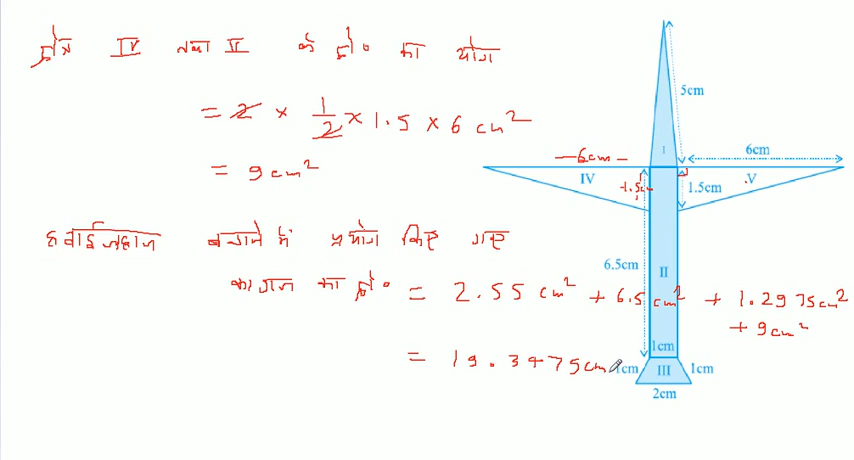 क्षेत्र IV तथा V के क्षे० का योग
= 2 × 1/2 × 1.5 × 6 cm²
= 9 cm²
हवाईजहाज बनाने में प्रयोग किए गए
कागज का क्षे० = 2.55 cm² + 6.5 cm² + 1.2975 cm²
+ 9 cm²
= 19.3475 cm
5cm
I
6cm
6cm
IV
1.5cm
1.5cm
V
6.5cm
II
1cm
1cm
III
1cm
2cm